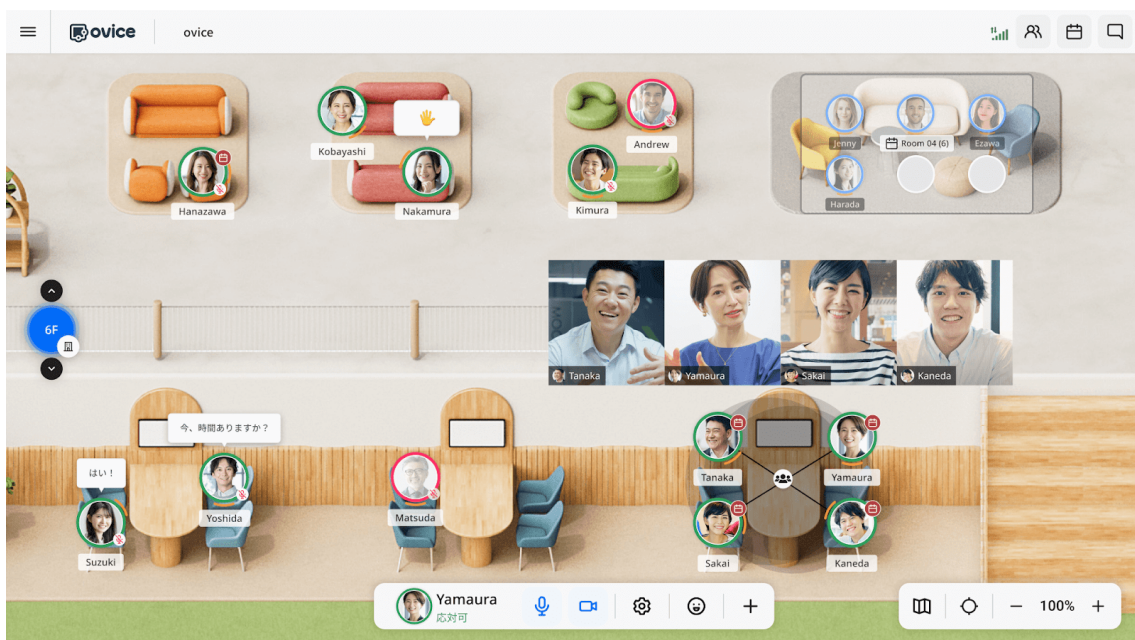 ovice
ovice
Kobayashi
Andrew
Jenny
Room 04 (6)
Ezawa
Hanazawa
Nakamura
Kimura
Harada
6F
Tanaka
Yamaura
Sakai
Kaneda
今、時間ありますか？
はい！
Yoshida
Matsuda
Tanaka
Yamaura
Suzuki
Sakai
Kaneda
Yamaura
応対可
100%